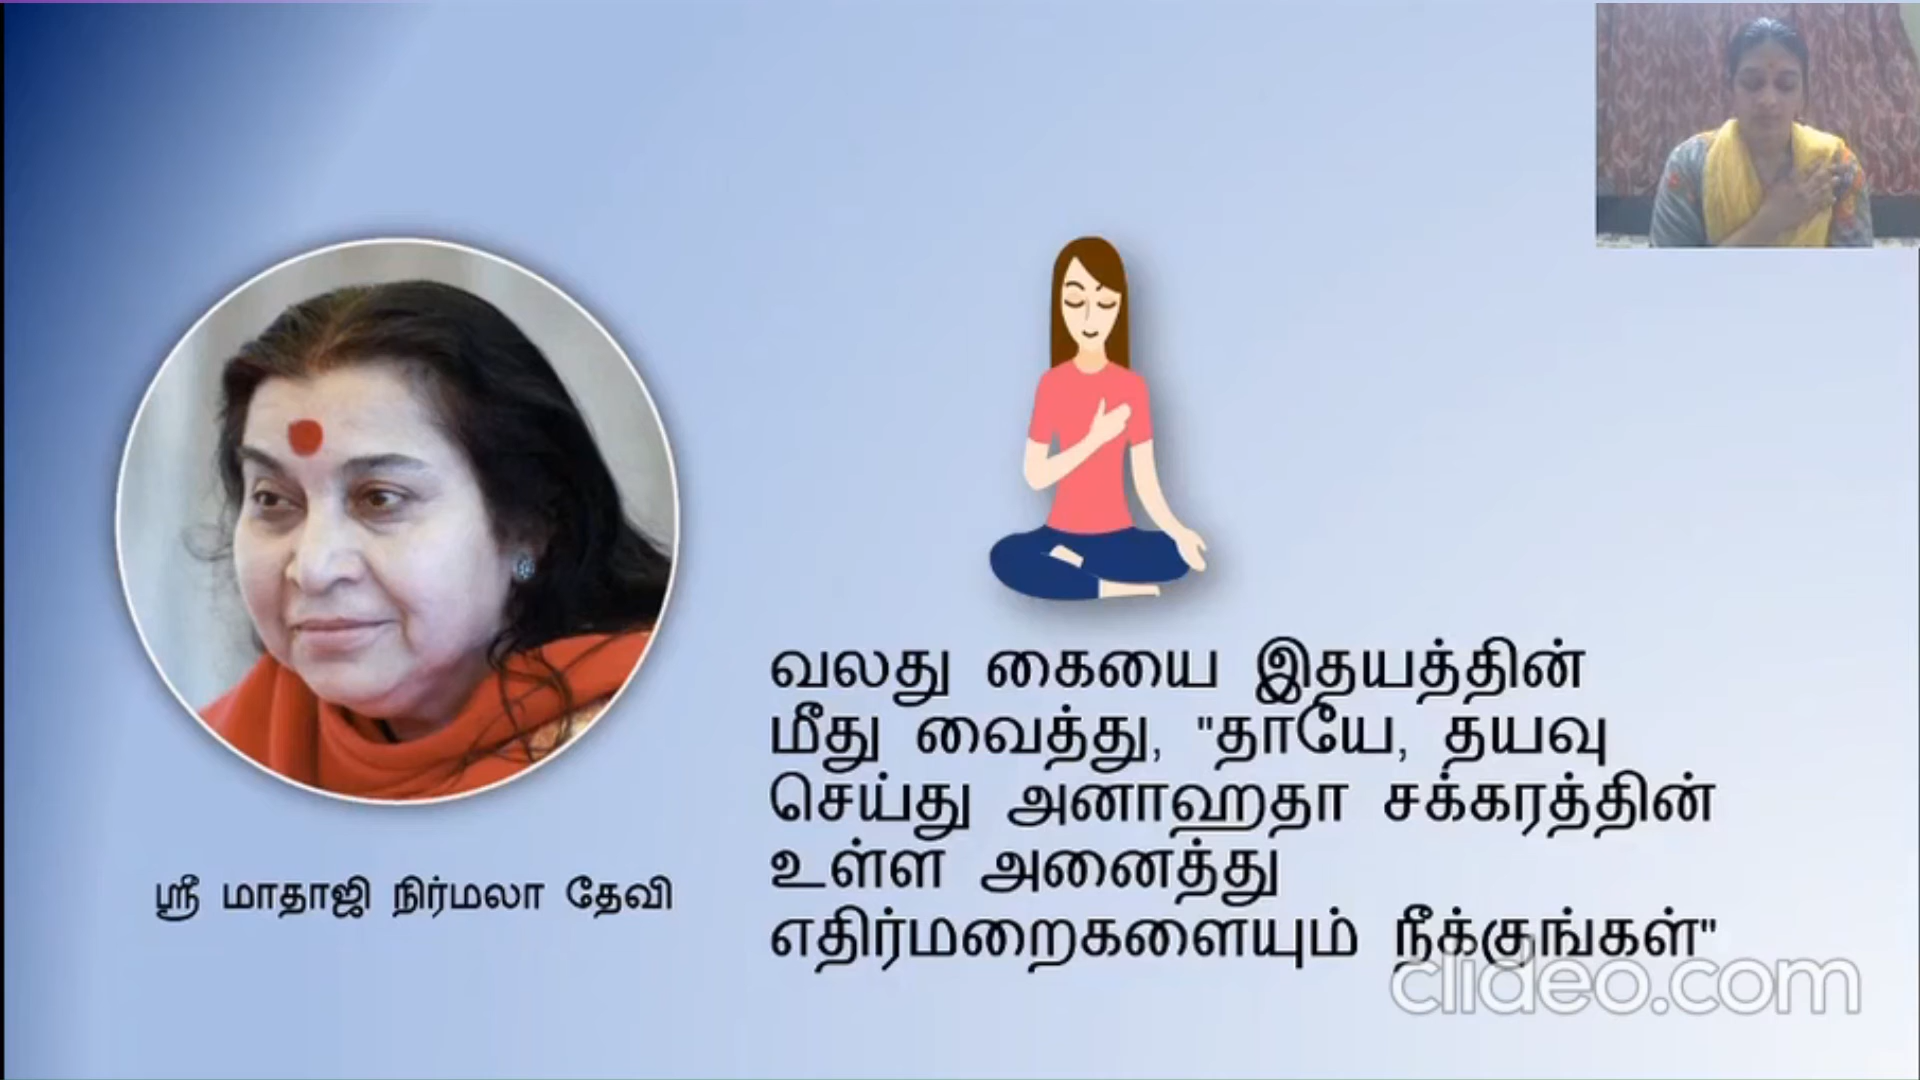 வலது கையை இதயத்தின்
மீது வைத்து, "தாயே, தயவு
செய்து அனாஹதா சக்கரத்தின்
உள்ள அனைத்து
எதிர்மறைகளையும் நீக்குங்கள்"
ஸ்ரீ மாதாஜி நிர்மலா தேவி
clideo.com